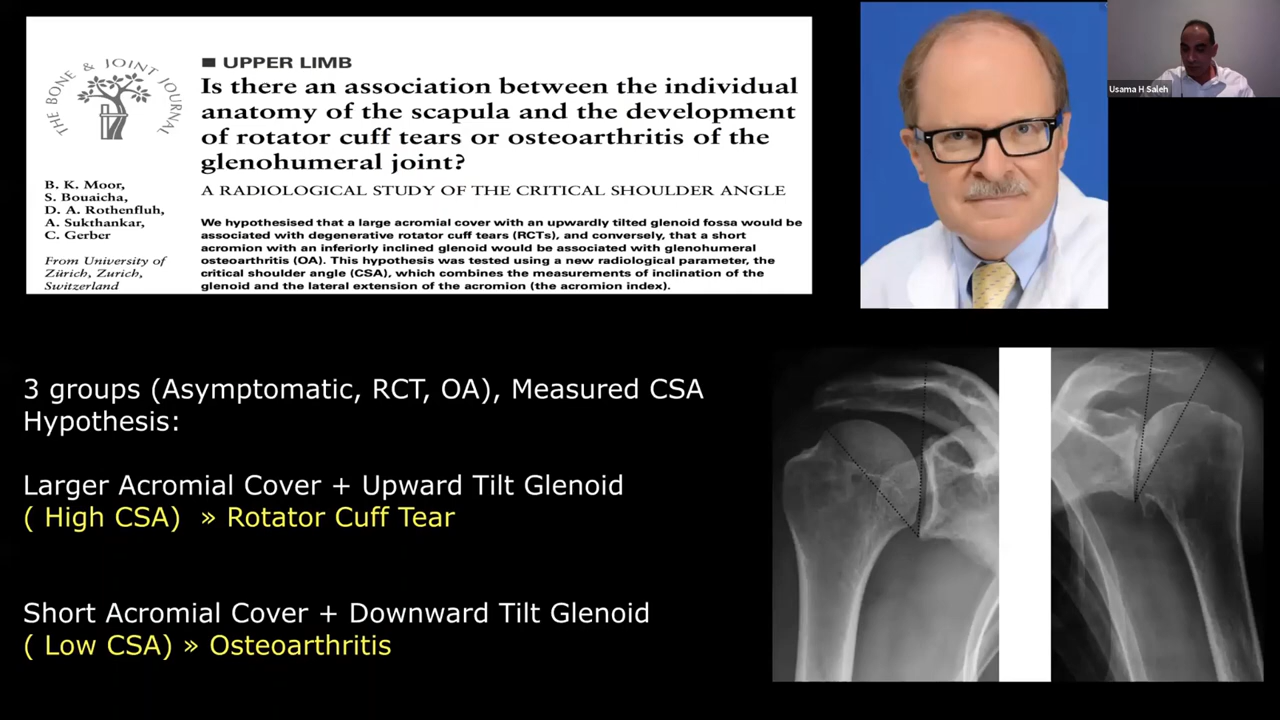 THE BONE & JOINT JOURNAL
■ UPPER LIMB
Is there an association between the individual
anatomy of the scapula and the development
of rotator cuff tears or osteoarthritis of the
glenohumeral joint?
A RADIOLOGICAL STUDY OF THE CRITICAL SHOULDER ANGLE
B. K. Moor,
S. Bouaicha,
D. A. Rothenfluh,
A. Sukthankar,
C. Gerber
From University of
Zürich, Zurich,
Switzerland
We hypothesised that a large acromial cover with an upwardly tilted glenoid fossa would be
associated with degenerative rotator cuff tears (RCTs), and conversely, that a short
acromion with an inferiorly inclined glenoid would be associated with glenohumeral
osteoarthritis (OA). This hypothesis was tested using a new radiological parameter, the
critical shoulder angle (CSA), which combines the measurements of inclination of the
glenoid and the lateral extension of the acromion (the acromion index).
Usama H Saleh
3 groups (Asymptomatic, RCT, OA), Measured CSA
Hypothesis:
Larger Acromial Cover + Upward Tilt Glenoid
( High CSA) » Rotator Cuff Tear
Short Acromial Cover + Downward Tilt Glenoid
( Low CSA) » Osteoarthritis